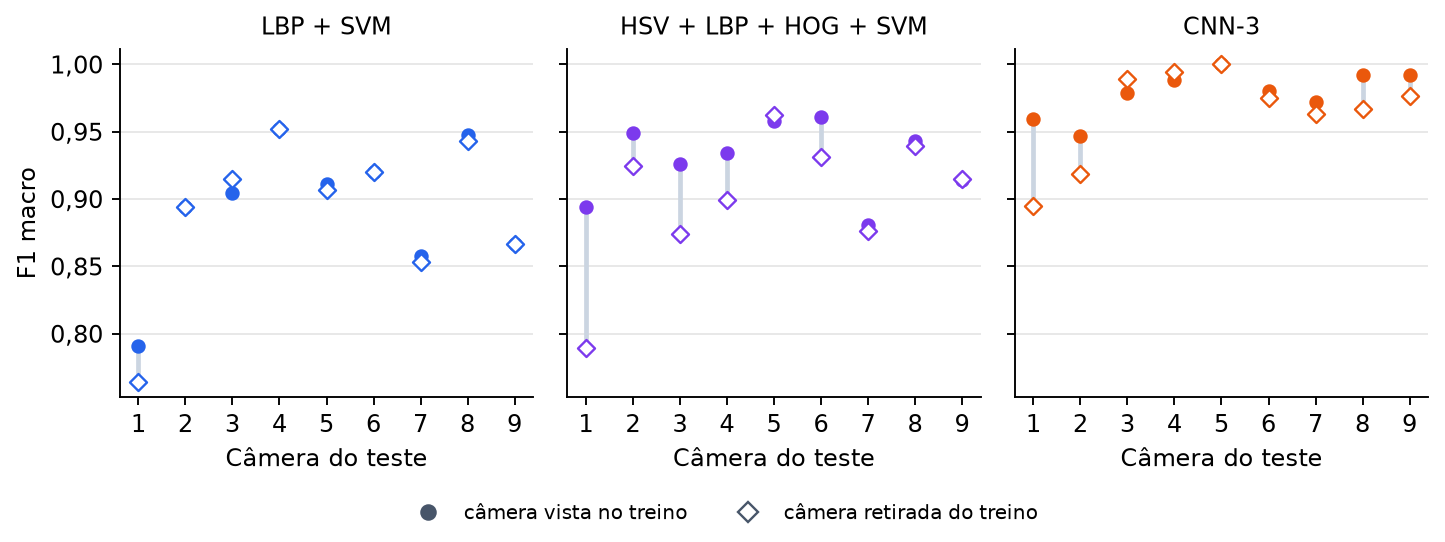 LBP + SVM
HSV + LBP + HOG + SVM
CNN-3
F1 macro
1,00
0,95
0,90
0,85
0,80
1 2 3 4 5 6 7 8 9
1 2 3 4 5 6 7 8 9
1 2 3 4 5 6 7 8 9
Câmera do teste
Câmera do teste
Câmera do teste
câmera vista no treino
câmera retirada do treino